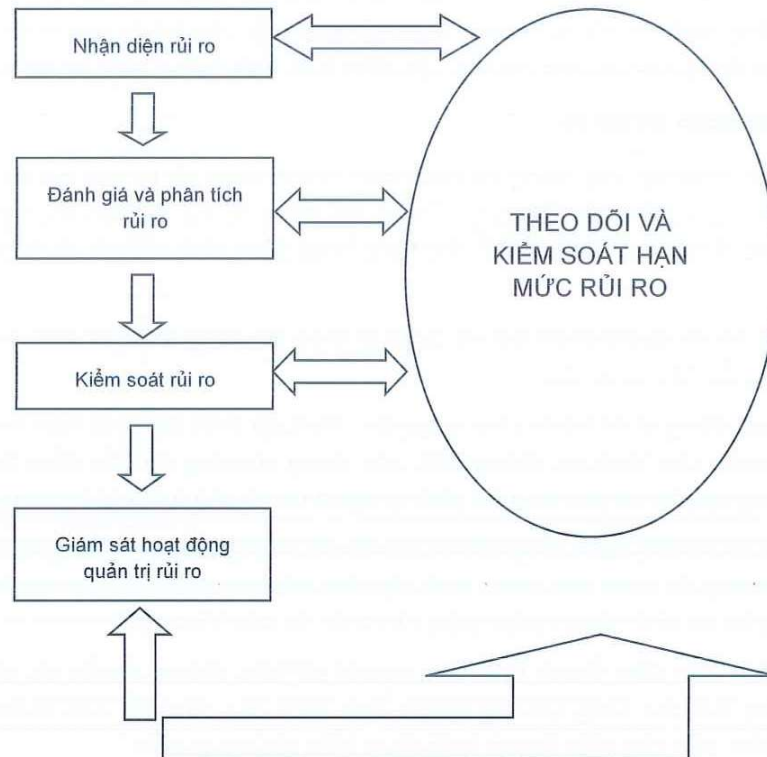 Nhận diện rủi ro
Đánh giá và phân tích
rủi ro
THEO DÕI VÀ
KIỂM SOÁT HẠN
MỨC RỦI RO
Kiểm soát rủi ro
Giám sát hoạt động
quản trị rủi ro